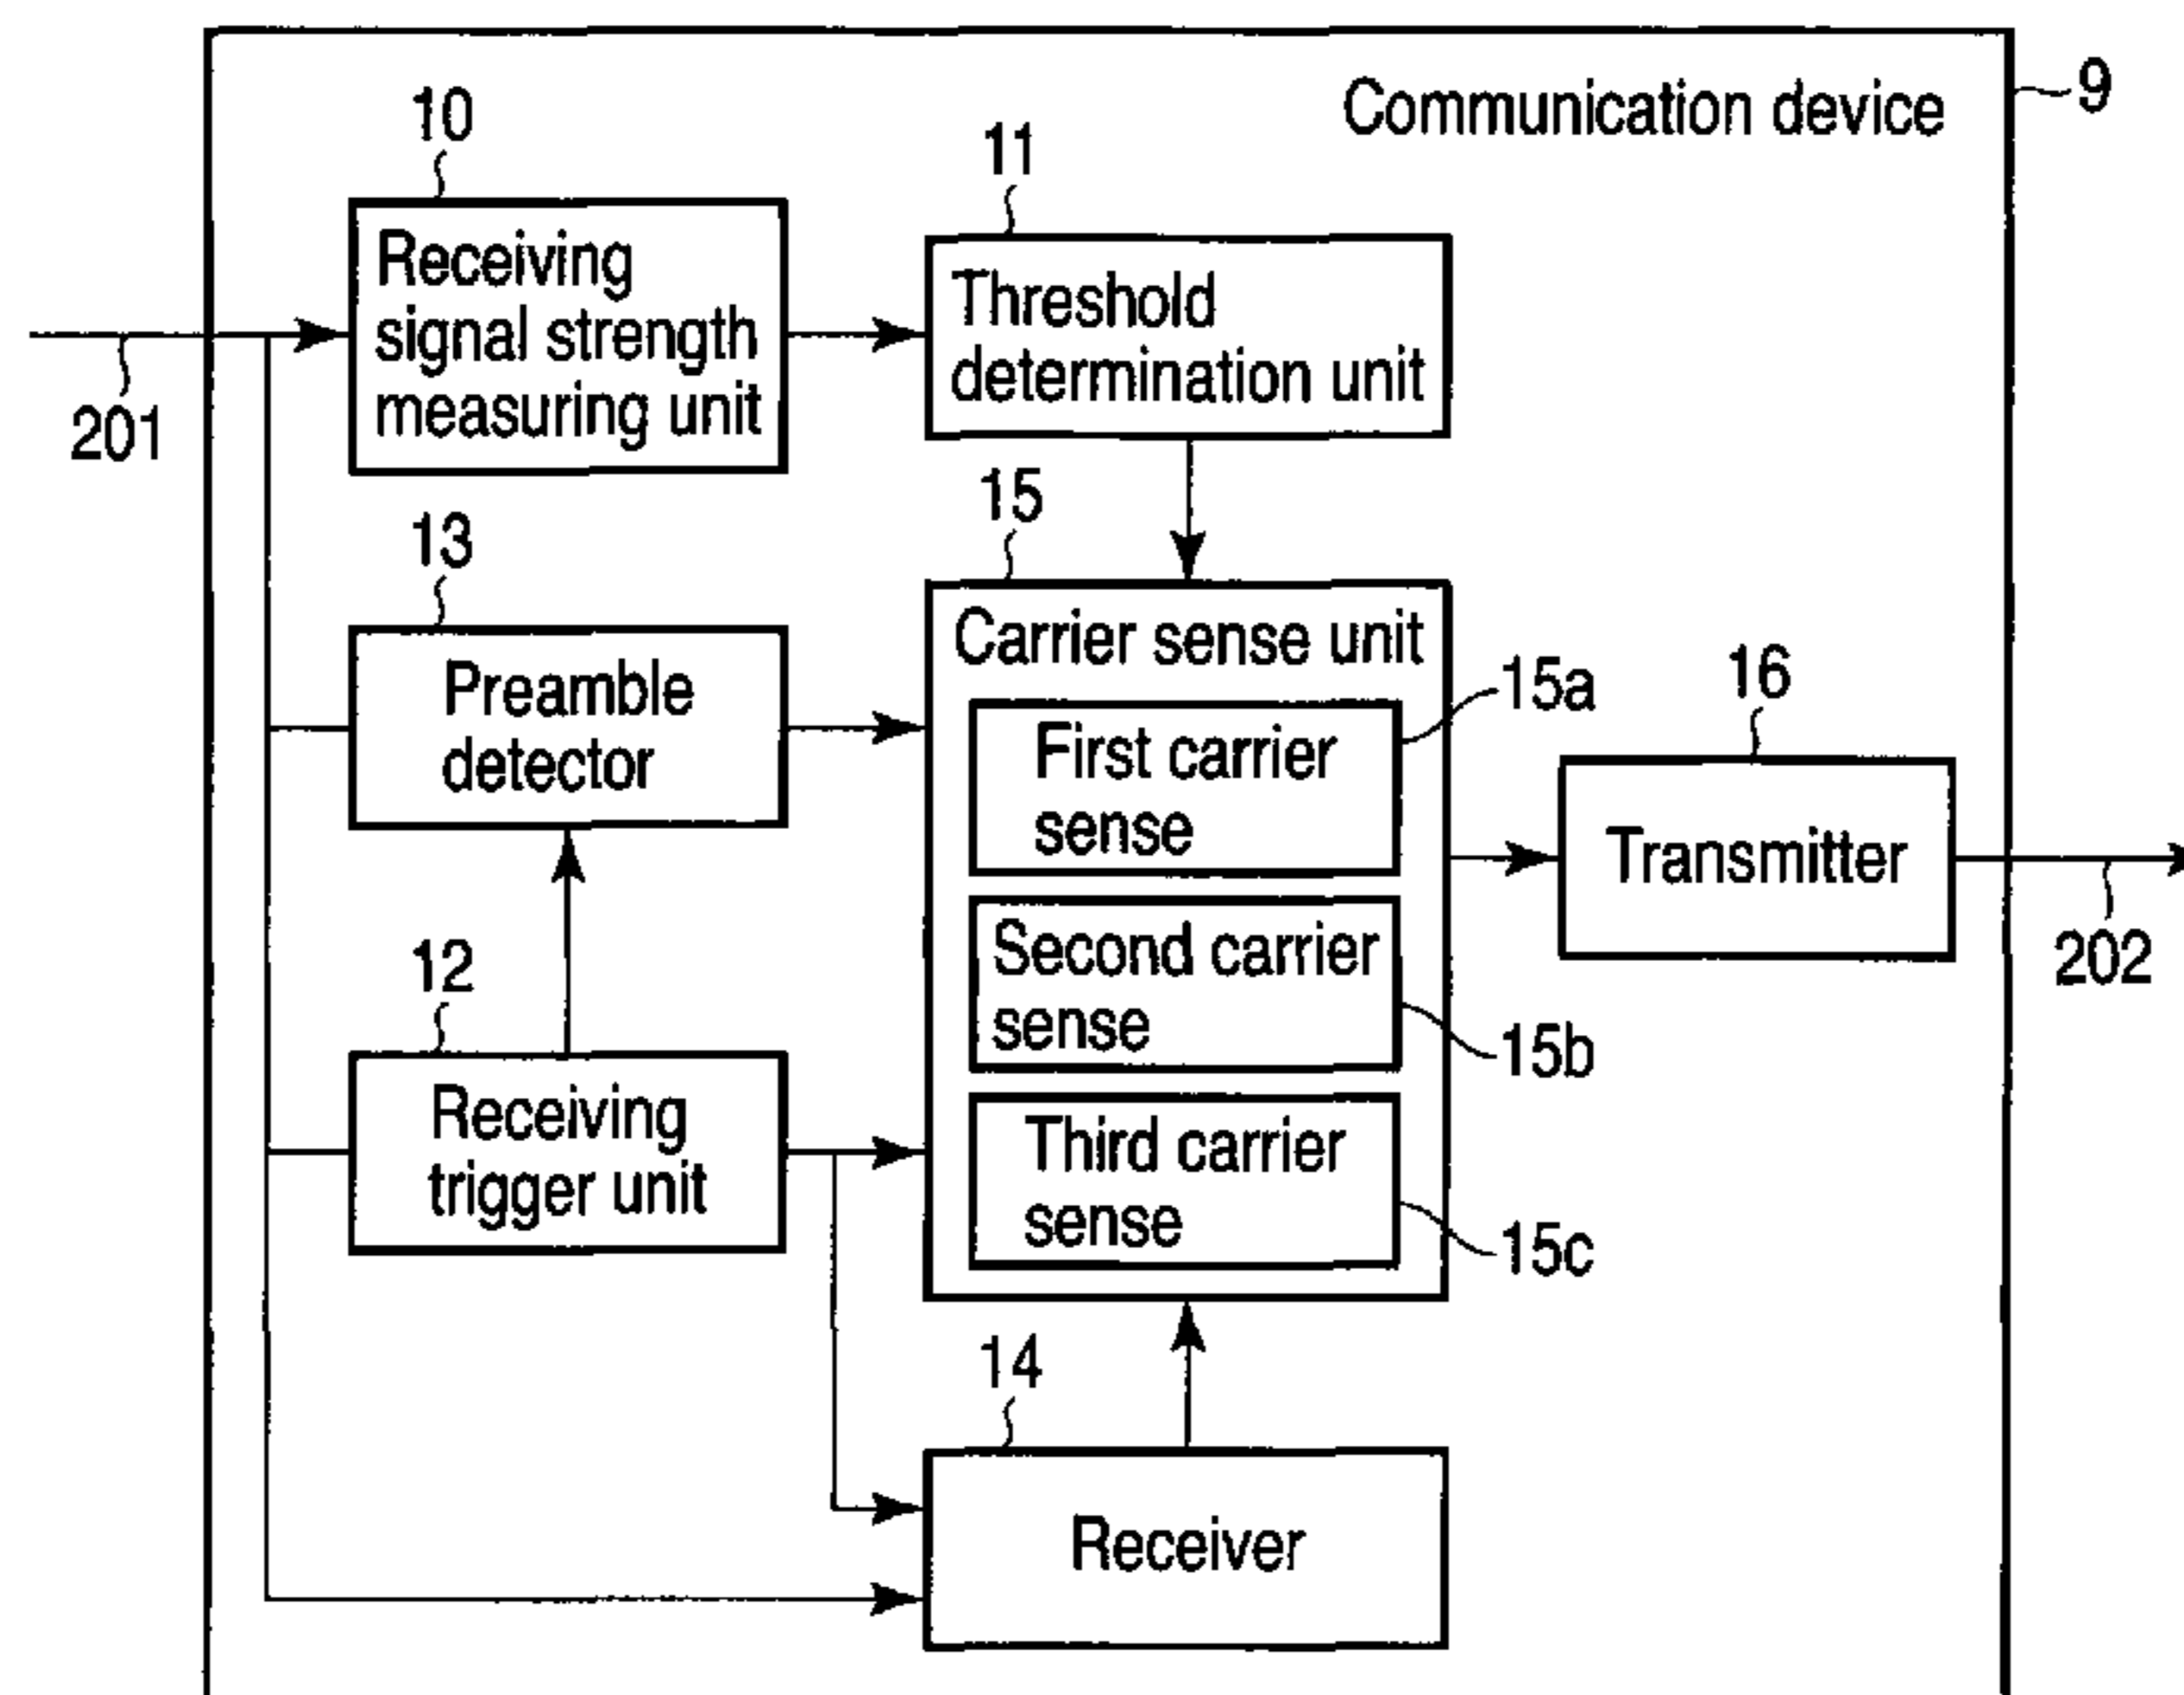 Communication device
9
10
11
Receiving
signal strength
measuring unit
Threshold
determination unit
201
13
15
Preamble
detector
Carrier sense unit
15a
First carrier
sense
16
Transmitter
202
12
Second carrier
sense
15b
Receiving
trigger unit
Third carrier
sense
15c
14
Receiver